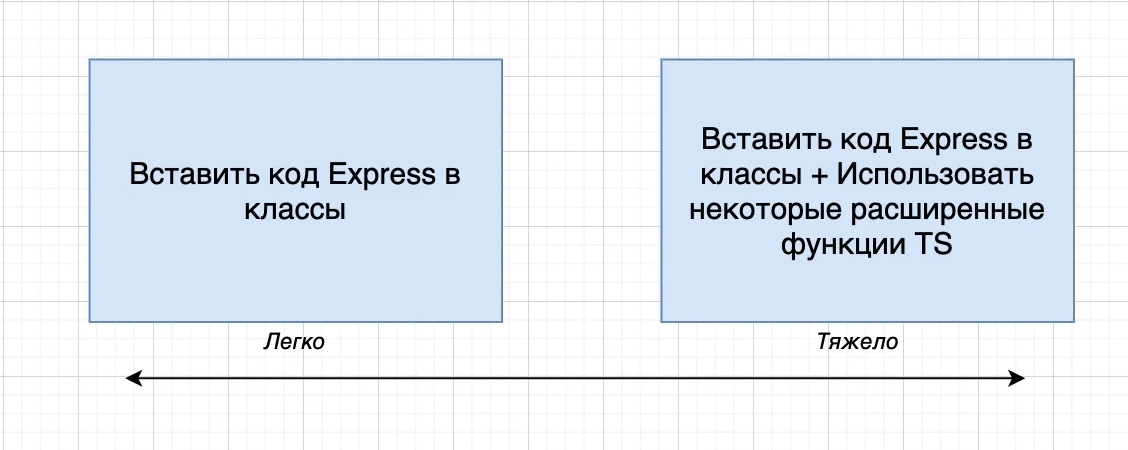 Вставить код Express в
классы
Вставить код Express в
классы + Использовать
некоторые расширенные
функции TS
Легко
Тяжело